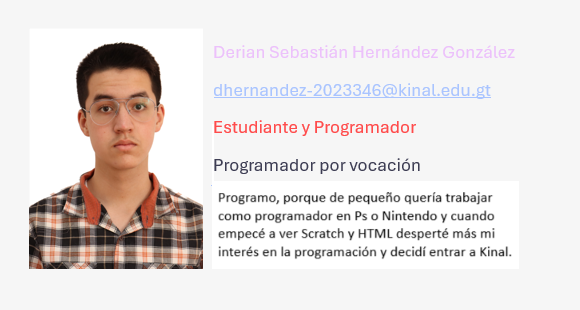 Derian Sebastián Hernández González
dhernandez-2023346@kinal.edu.gt
Estudiante y Programador
Programador por vocación
Programo, porque de pequeño quería trabajar
como programador en Ps o Nintendo y cuando
empecé a ver Scratch y HTML desperté más mi
interés en la programación y decidí entrar a Kinal.